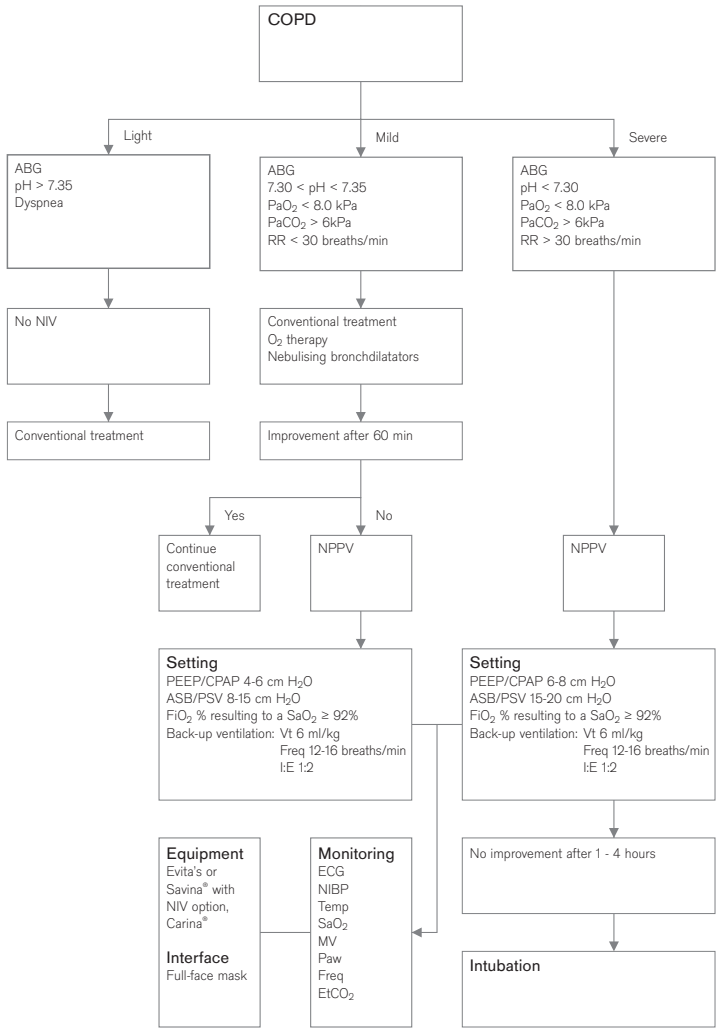 COPD
Light
Mild
Severe
ABG
pH > 7.35
Dyspnea
ABG
7.30 < pH < 7.35
PaO₂ < 8.0 kPa
PaCO₂ > 6kPa
RR < 30 breaths/min
ABG
pH < 7.30
PaO₂ < 8.0 kPa
PaCO₂ > 6kPa
RR > 30 breaths/min
No NIV
Conventional treatment
O₂ therapy
Nebulising bronchdilatators
Conventional treatment
Improvement after 60 min
Yes
No
Continue
conventional
treatment
NPPV
NPPV
Setting
PEEP/CPAP 4-6 cm H₂O
ASB/PSV 8-15 cm H₂O
FiO₂ % resulting to a SaO₂ ≥ 92%
Back-up ventilation: Vt 6 ml/kg
Freq 12-16 breaths/min
I:E 1:2
Setting
PEEP/CPAP 6-8 cm H₂O
ASB/PSV 15-20 cm H₂O
FiO₂ % resulting to a SaO₂ ≥ 92%
Back-up ventilation: Vt 6 ml/kg
Freq 12-16 breaths/min
I:E 1:2
Equipment
Evita's or
Savina® with
NIV option,
Carina®
Interface
Full-face mask
Monitoring
ECG
NIBP
Temp
SaO₂
MV
Paw
Freq
EtCO₂
No improvement after 1 - 4 hours
Intubation